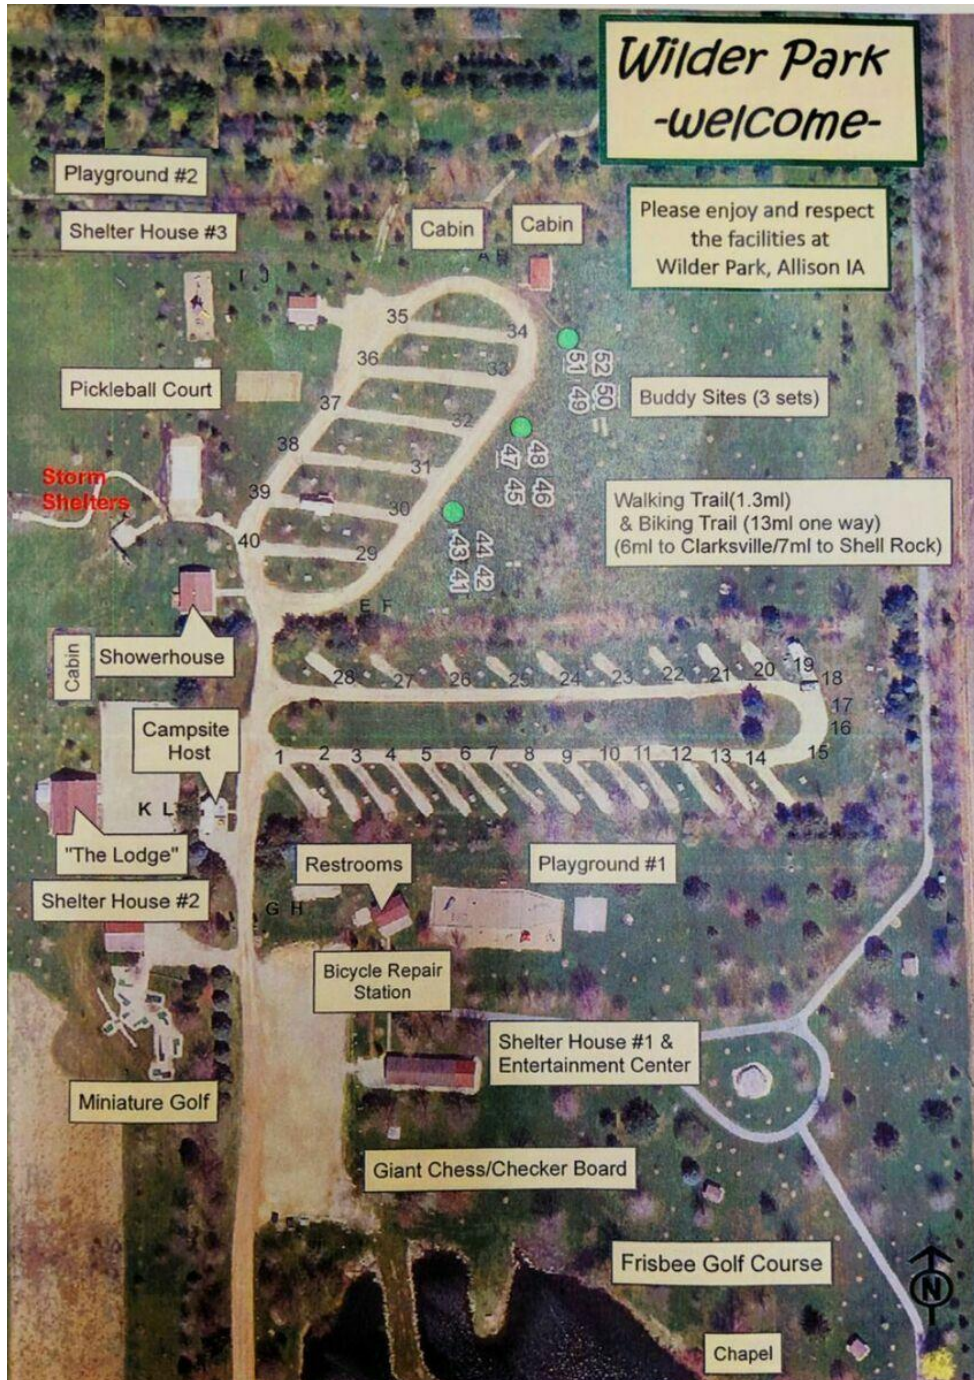 Wilder Park
-welcome-
Please enjoy and respect
the facilities at
Wilder Park, Allison IA
Playground #2
Shelter House #3
Cabin
Cabin
I J
35
34
36
33
51 52
49 50
Pickleball Court
Buddy Sites (3 sets)
37
32
38
47 48
45 46
31
Storm
Shelters
39
30
Walking Trail(1.3ml)
& Biking Trail (13ml one way)
(6ml to Clarksville/7ml to Shell Rock)
40
29
43 44
41 42
E F
Cabin
Showerhouse
28 27 26 25 24 23 22 21 20 19
18
17
16
15
Campsite
Host
1 2 3 4 5 6 7 8 9 10 11 12 13 14
K L
"The Lodge"
Restrooms
Playground #1
Shelter House #2
G H
Bicycle Repair
Station
Shelter House #1 &
Entertainment Center
Miniature Golf
Giant Chess/Checker Board
Frisbee Golf Course
N
Chapel